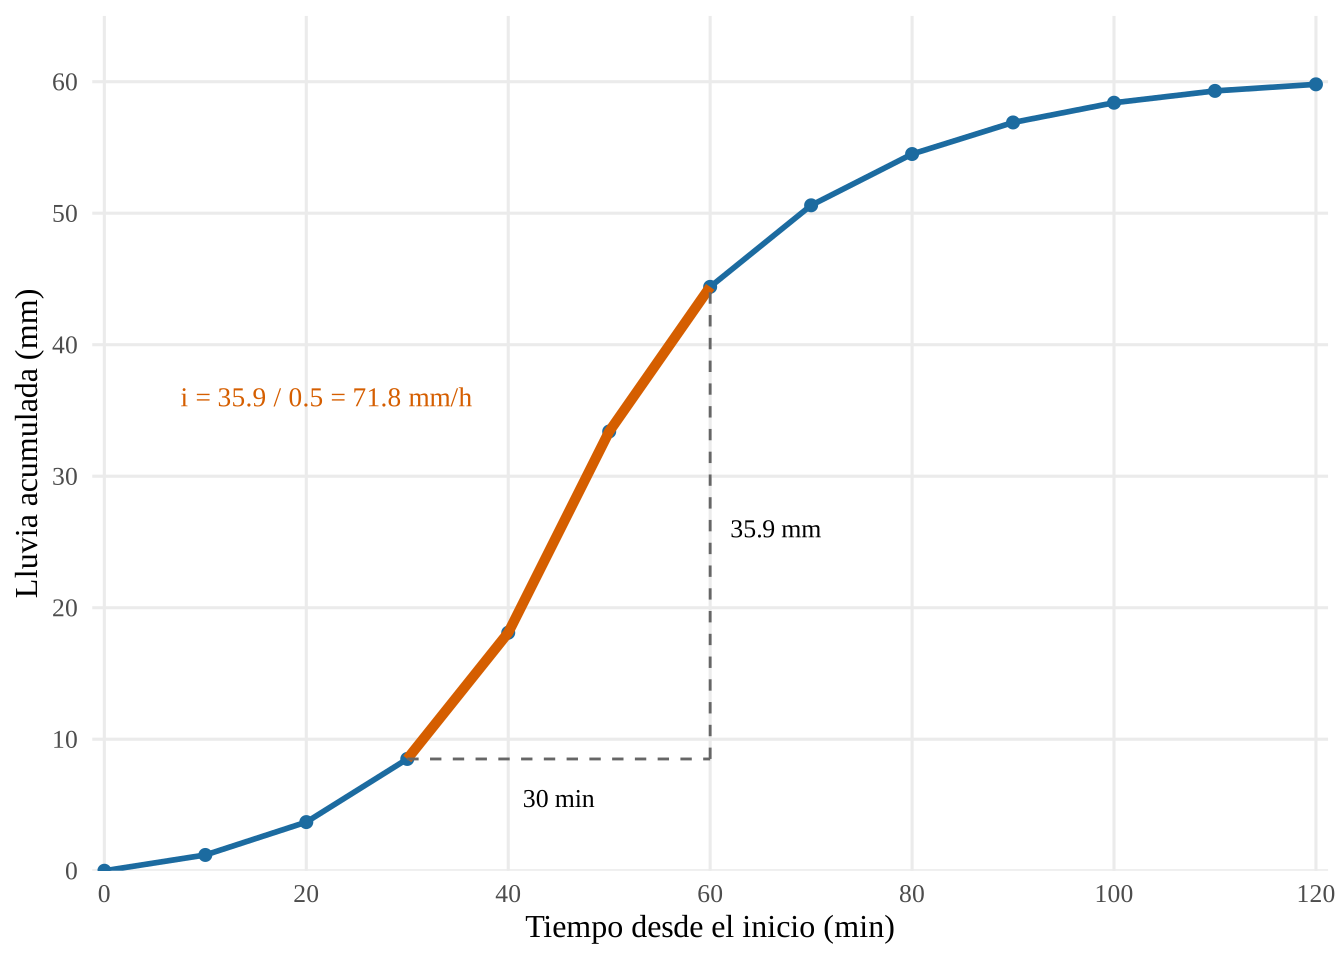 60
50
40
30
20
10
0
Lluvia acumulada (mm)
i = 35.9 / 0.5 = 71.8 mm/h
35.9 mm
30 min
0 20 40 60 80 100 120
Tiempo desde el inicio (min)